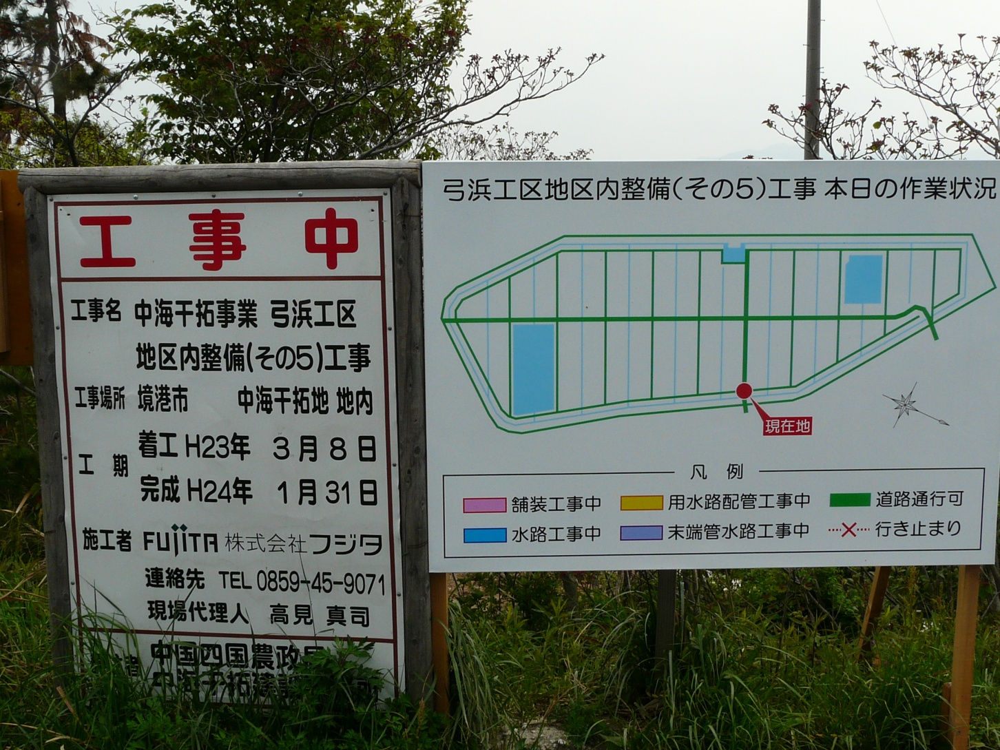 工事中
工事名 中海干拓事業 弓浜工区
地区内整備(その5)工事
工事場所 境港市 中海干拓地 地内
工期 着工 H23年 3月8日
完成 H24年 1月31日
施工者 FUJITA 株式会社フジタ
連絡先 TEL 0859-45-9071
現場代理人 高見 真司
中国四国農政局
中海干拓建設
弓浜工区地区内整備(その5)工事 本日の作業状況
現在地
凡例
舗装工事中 用水路配管工事中 道路通行可
水路工事中 末端管水路工事中 行き止まり